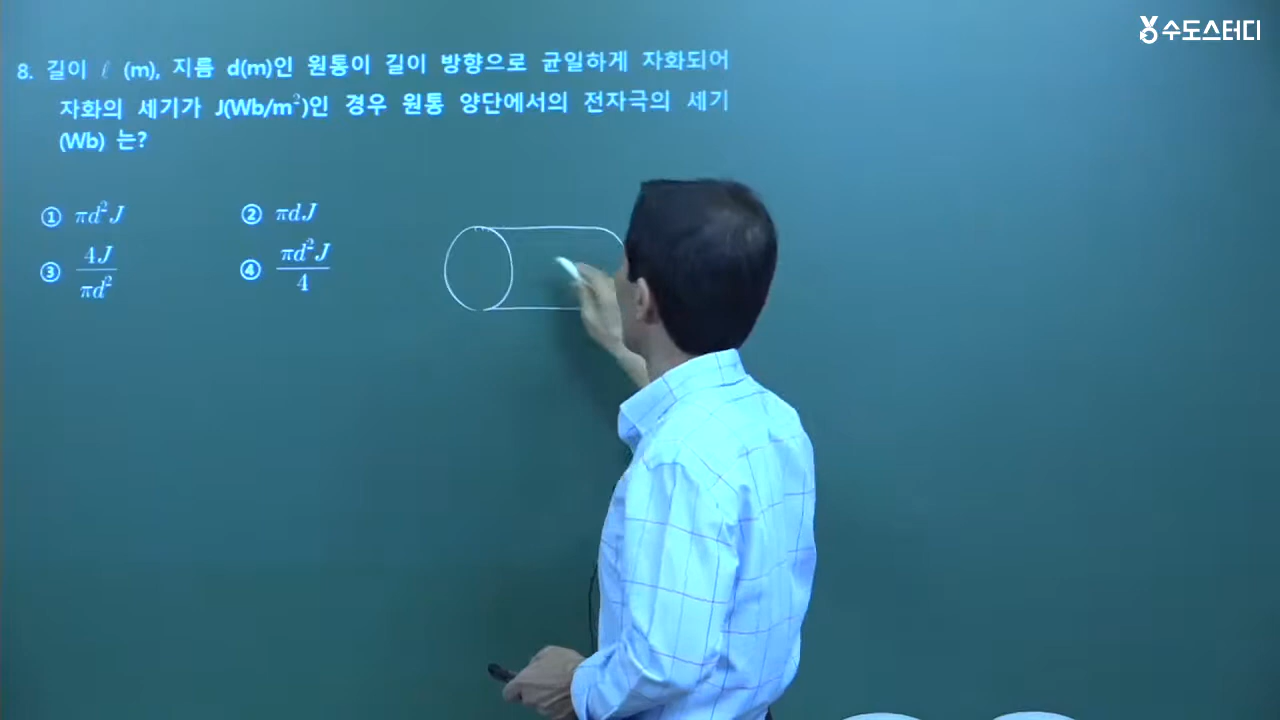 수도스터디
8. 길이 ℓ (m), 지름 d(m)인 원통이 길이 방향으로 균일하게 자화되어
자화의 세기가 J(Wb/m²)인 경우 원통 양단에서의 전자극의 세기
(Wb) 는?
① πd²J ② πdJ
③ 4J/πd² ④ πd²J/4